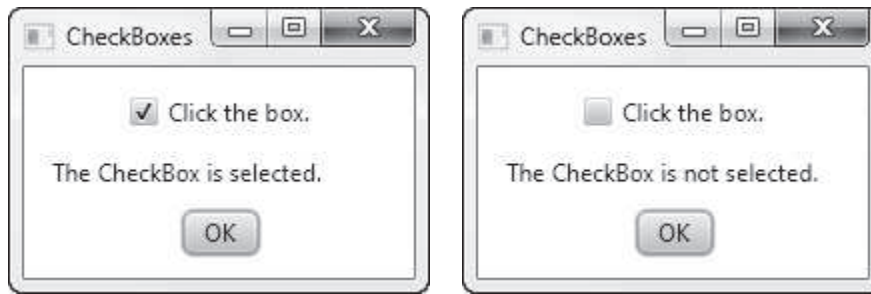 CheckBoxes
Click the box.
The CheckBox is selected.
OK
CheckBoxes
Click the box.
The CheckBox is not selected.
OK